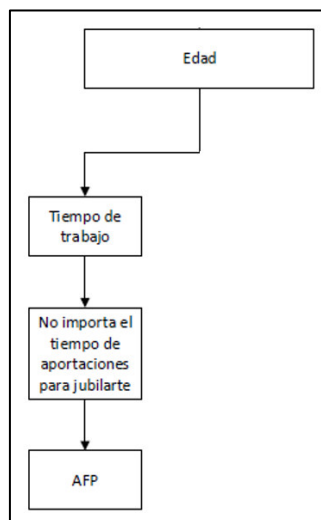 Edad
Tiempo de
trabajo
No importa el
tiempo de
aportaciones
para jubilarte
AFP